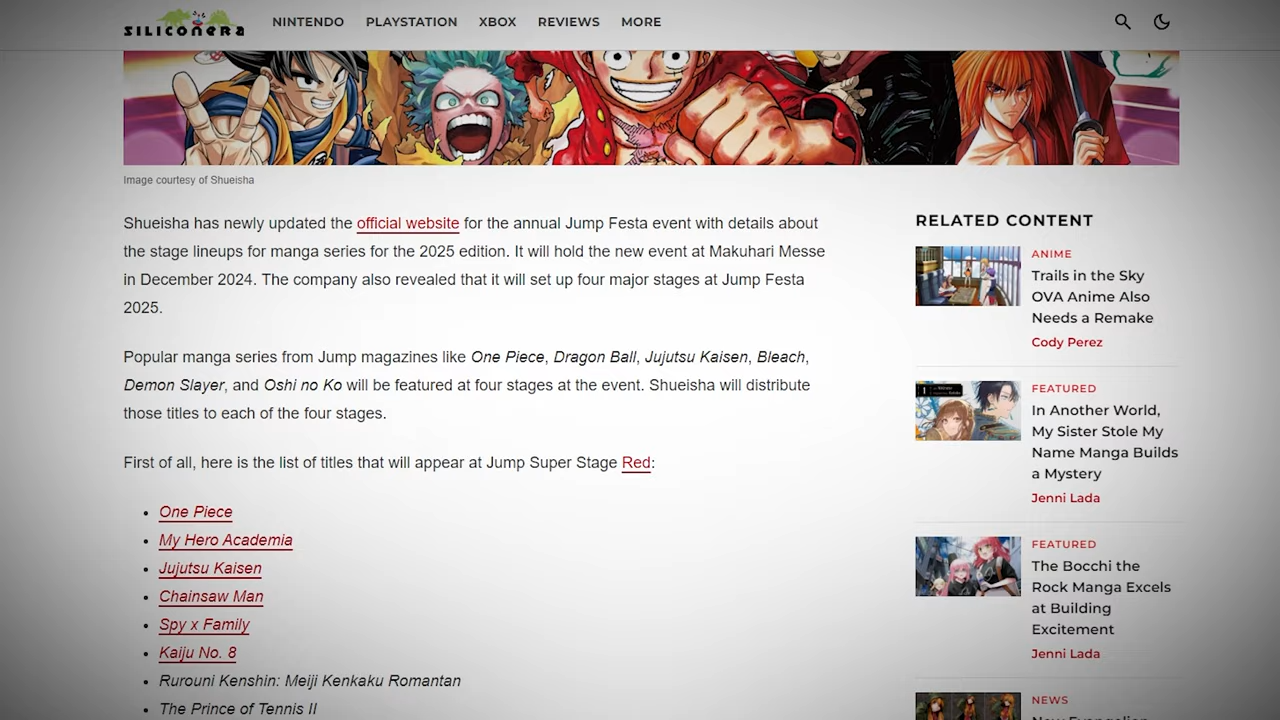 SILICONERA
NINTENDO PLAYSTATION XBOX REVIEWS MORE
Image courtesy of Shueisha
Shueisha has newly updated the official website for the annual Jump Festa event with details about
the stage lineups for manga series for the 2025 edition. It will hold the new event at Makuhari Messe
in December 2024. The company also revealed that it will set up four major stages at Jump Festa
2025.
Popular manga series from Jump magazines like One Piece, Dragon Ball, Jujutsu Kaisen, Bleach,
Demon Slayer, and Oshi no Ko will be featured at four stages at the event. Shueisha will distribute
those titles to each of the four stages.
First of all, here is the list of titles that will appear at Jump Super Stage Red:
• One Piece
• My Hero Academia
• Jujutsu Kaisen
• Chainsaw Man
• Spy x Family
• Kaiju No. 8
• Rurouni Kenshin: Meiji Kenkaku Romantan
• The Prince of Tennis II
RELATED CONTENT
ANIME
Trails in the Sky
OVA Anime Also
Needs a Remake
Cody Perez
FEATURED
In Another World,
My Sister Stole My
Name Manga Builds
a Mystery
Jenni Lada
FEATURED
The Bocchi the
Rock Manga Excels
at Building
Excitement
Jenni Lada
NEWS
New Evangelion